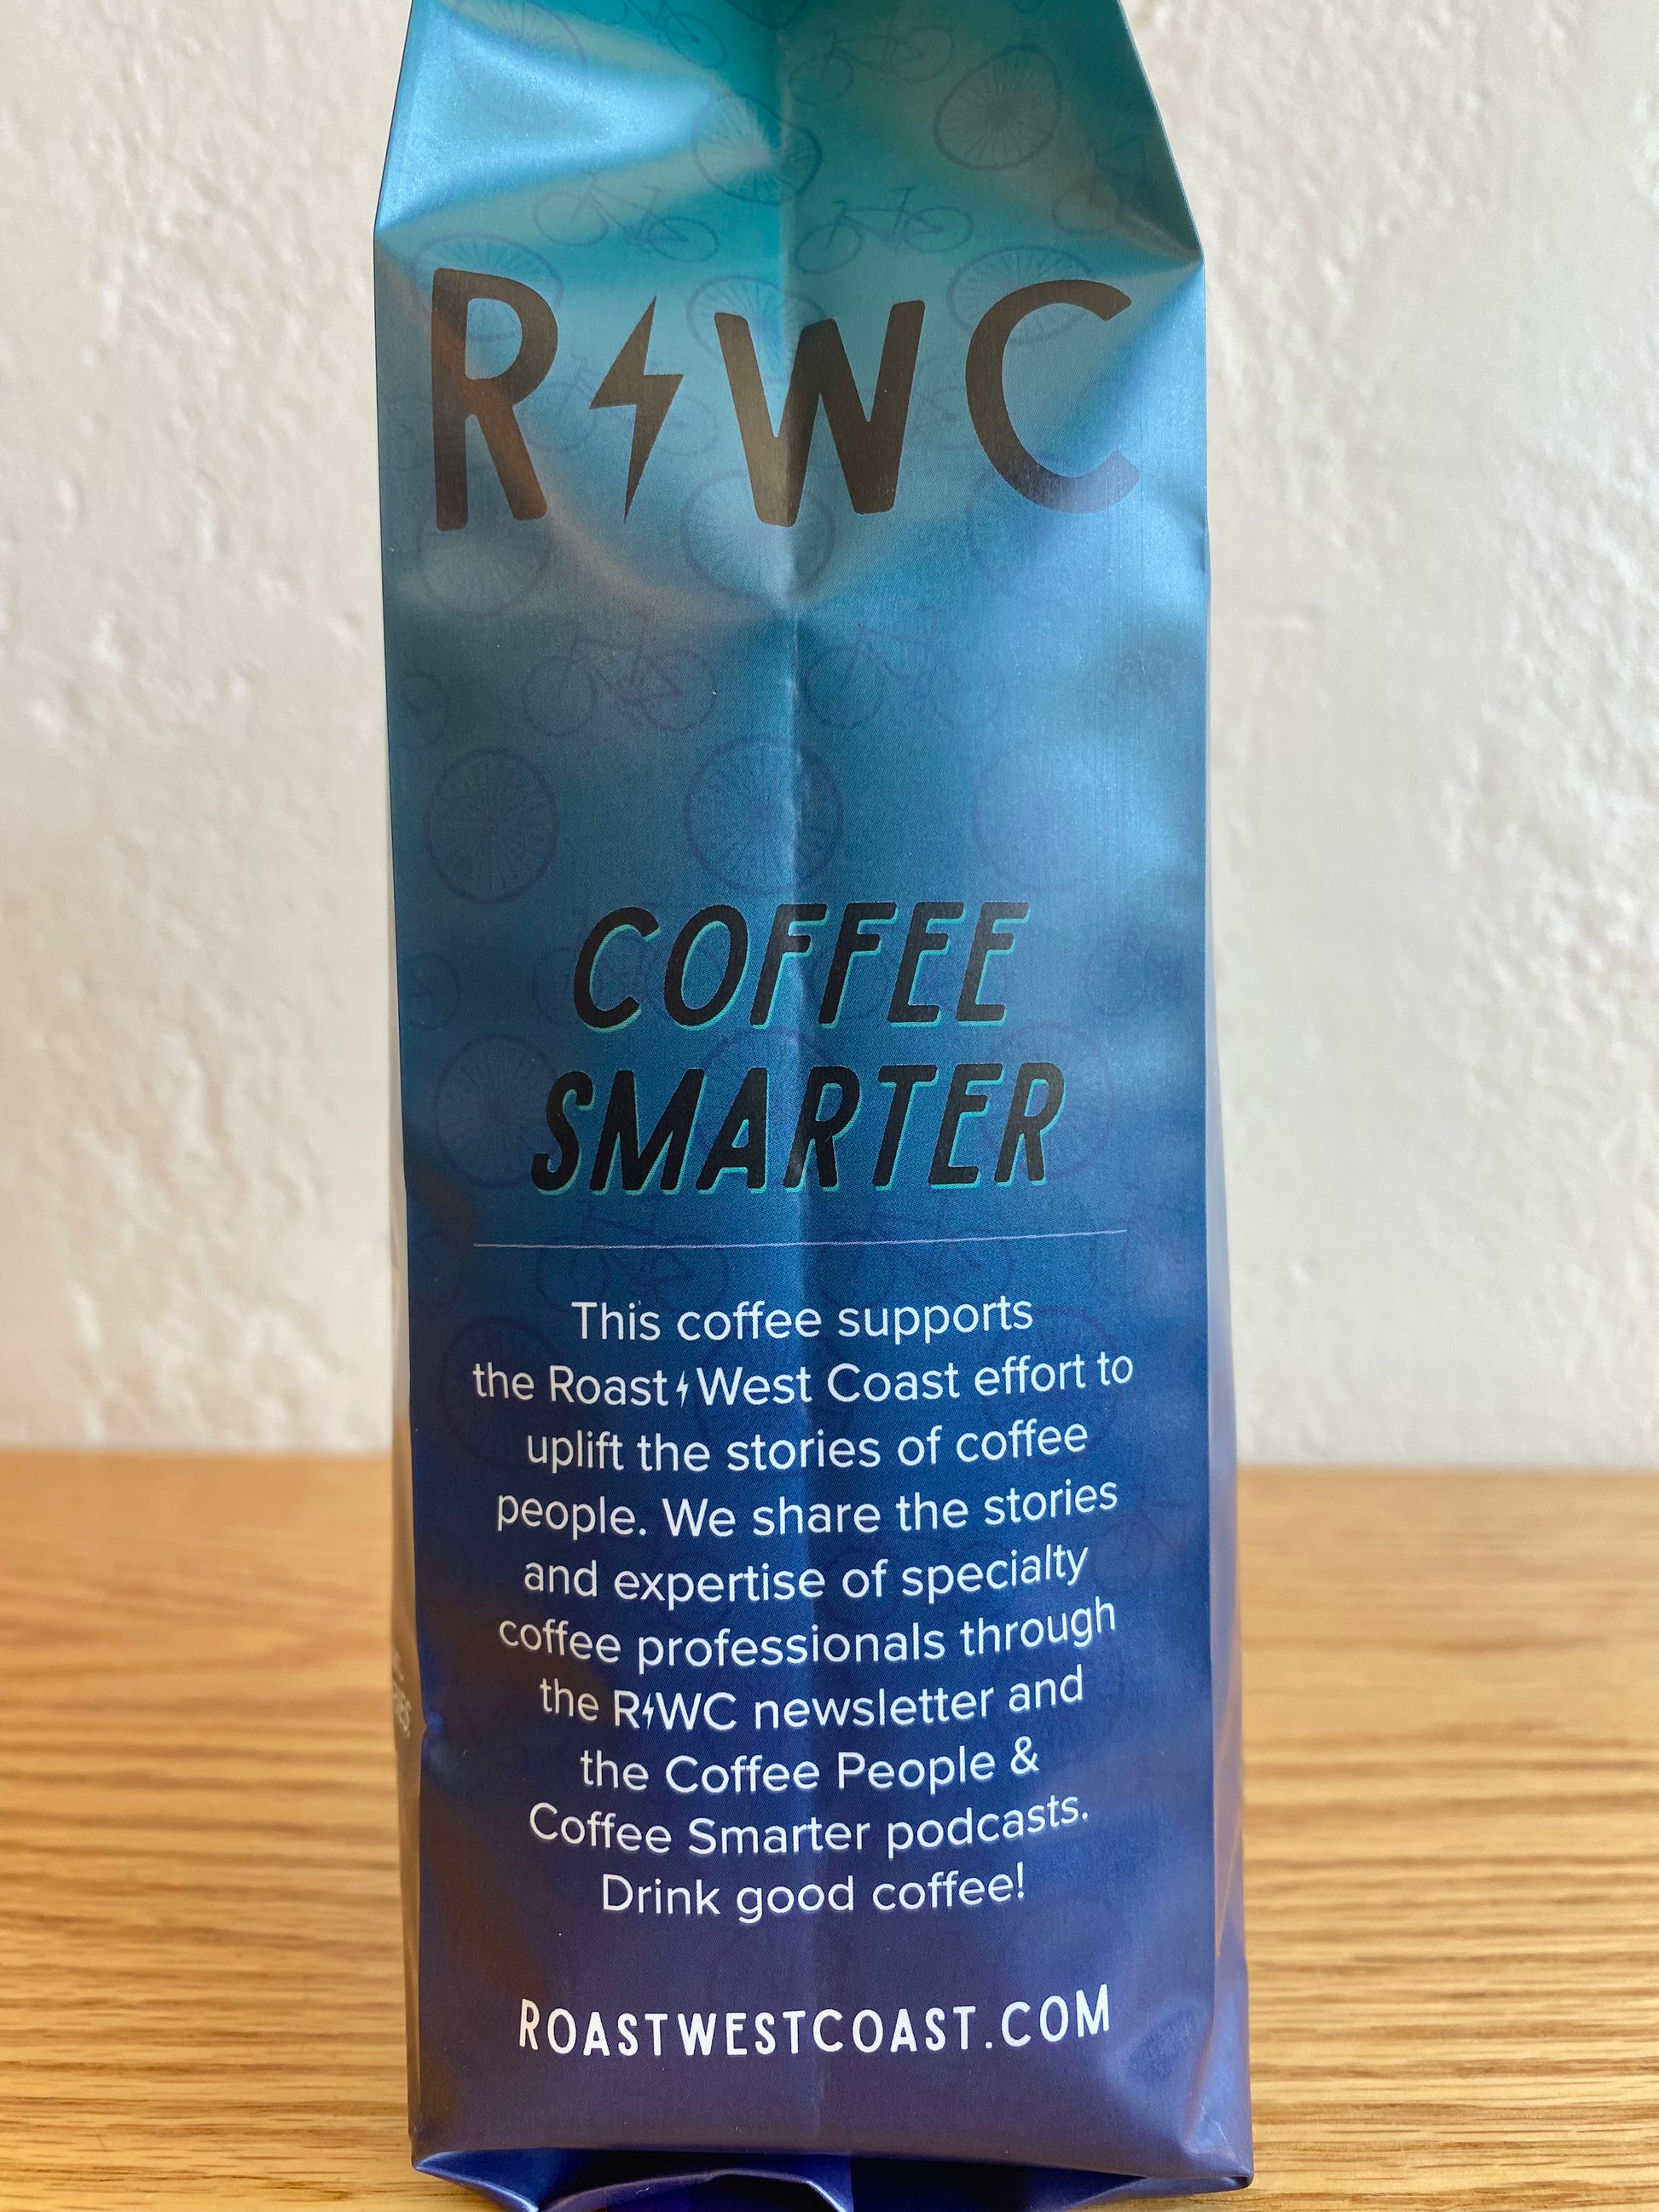 R⚡WC
COFFEE
SMARTER
This coffee supports
the Roast⚡West Coast effort to
uplift the stories of coffee
people. We share the stories
and expertise of specialty
coffee professionals through
the R⚡WC newsletter and
the Coffee People &
Coffee Smarter podcasts.
Drink good coffee!
ROASTWESTCOAST.COM